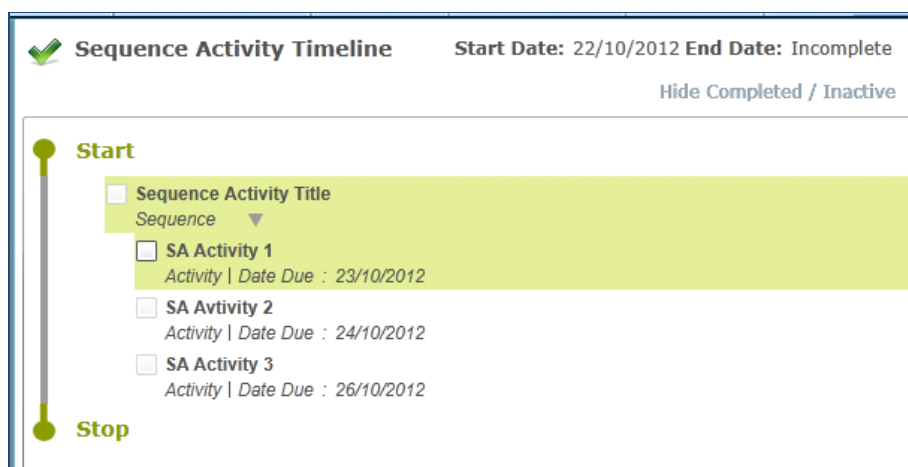 Sequence Activity Timeline Start Date: 22/10/2012 End Date: Incomplete
Hide Completed / Inactive
Start
Sequence Activity Title
Sequence
SA Activity 1
Activity | Date Due : 23/10/2012
SA Avtivity 2
Activity | Date Due : 24/10/2012
SA Activity 3
Activity | Date Due : 26/10/2012
Stop